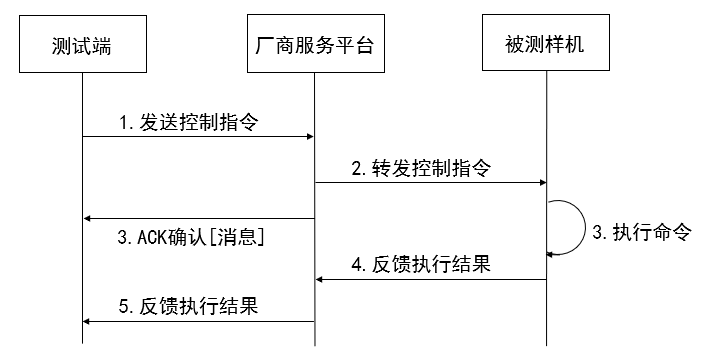 测试端
厂商服务平台
被测样机
1.发送控制指令
2.转发控制指令
3.ACK确认[消息]
3.执行命令
4.反馈执行结果
5.反馈执行结果